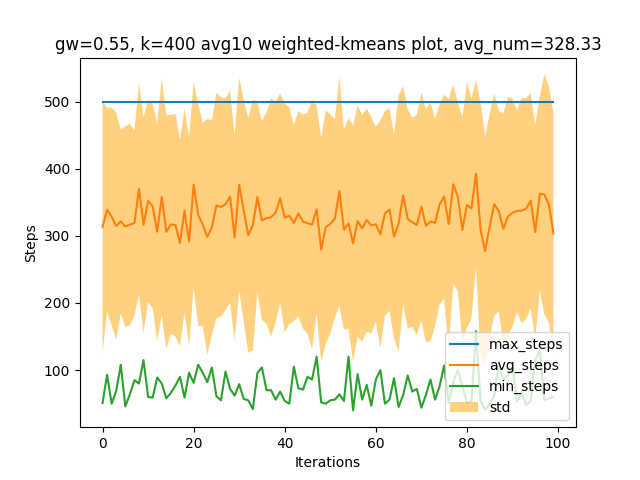 gw=0.55, k=400 avg10 weighted-kmeans plot, avg_num=328.33
Steps
500
400
300
200
100
max_steps
avg_steps
min_steps
std
0
20
40
60
80
100
Iterations